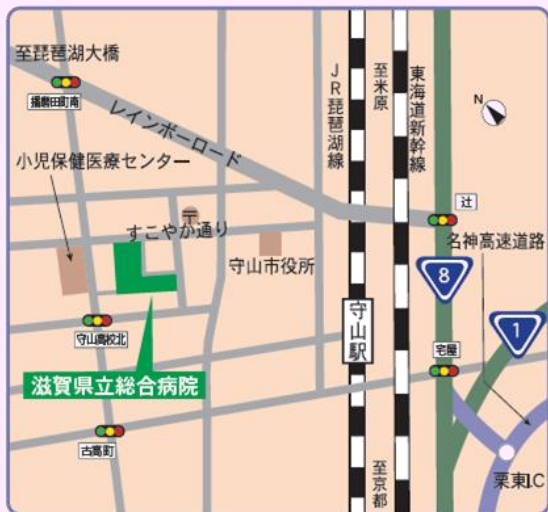 至琵琶湖大橋
播磨田町南
レインボーロード
小児保健医療センター
すこやか通り
守山市役所
JR琵琶湖線
至米原
東海道新幹線
N
辻
名神高速道路
8
1
守山駅
宅屋
守山高校北
滋賀県立総合病院
古高町
至京都
栗東I.C